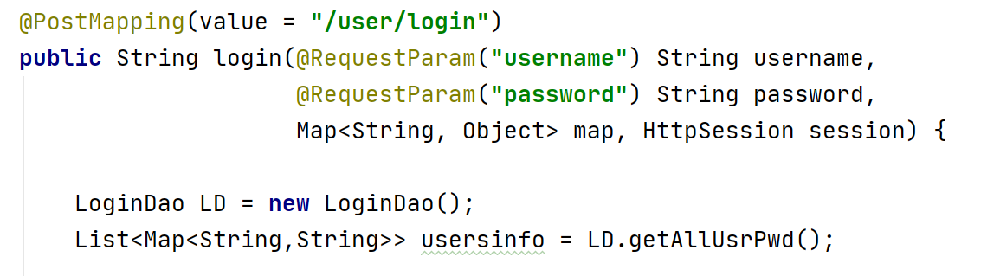 @PostMapping(value = "/user/login")
public String login(@RequestParam("username") String username,
@RequestParam("password") String password,
Map<String, Object> map, HttpSession session) {
LoginDao LD = new LoginDao();
List<Map<String,String>> usersinfo = LD.getAllUsrPwd();